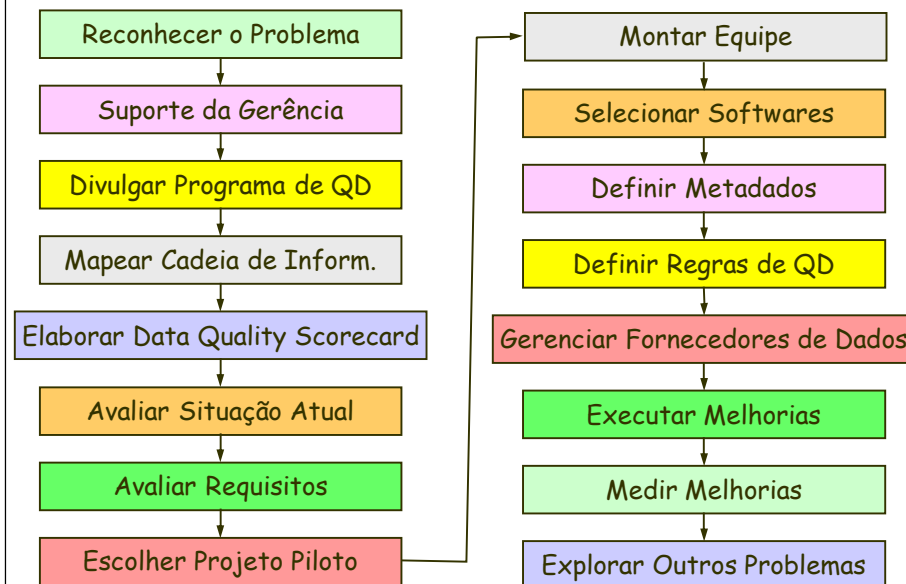 Reconhecer o Problema
Suporte da Gerência
Divulgar Programa de QD
Mapear Cadeia de Inform.
Elaborar Data Quality Scorecard
Avaliar Situação Atual
Avaliar Requisitos
Escolher Projeto Piloto
Montar Equipe
Selecionar Softwares
Definir Metadados
Definir Regras de QD
Gerenciar Fornecedores de Dados
Executar Melhorias
Medir Melhorias
Explorar Outros Problemas